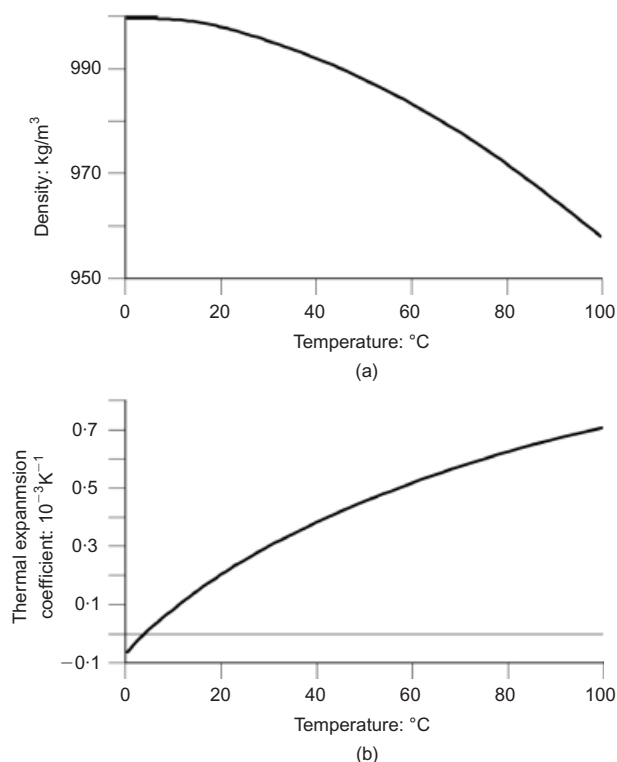 990
970
950
Density: kg/m³
0 20 40 60 80 100
Temperature: °C
(a)
0·7
0·5
0·3
0·1
−0·1
Thermal expanmsion
coefficient: 10⁻³K⁻¹
0 20 40 60 80 100
Temperature: °C
(b)